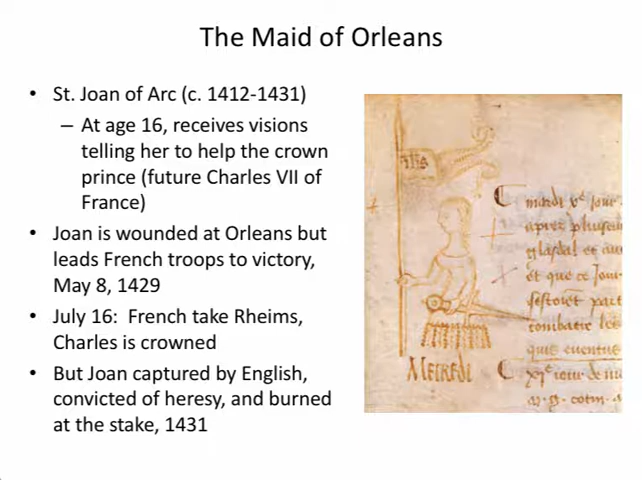 The Maid of Orleans
• St. Joan of Arc (c. 1412-1431)
– At age 16, receives visions
telling her to help the crown
prince (future Charles VII of
France)
• Joan is wounded at Orleans but
leads French troops to victory,
May 8, 1429
• July 16:  French take Rheims,
Charles is crowned
• But Joan captured by English,
convicted of heresy, and burned
at the stake, 1431